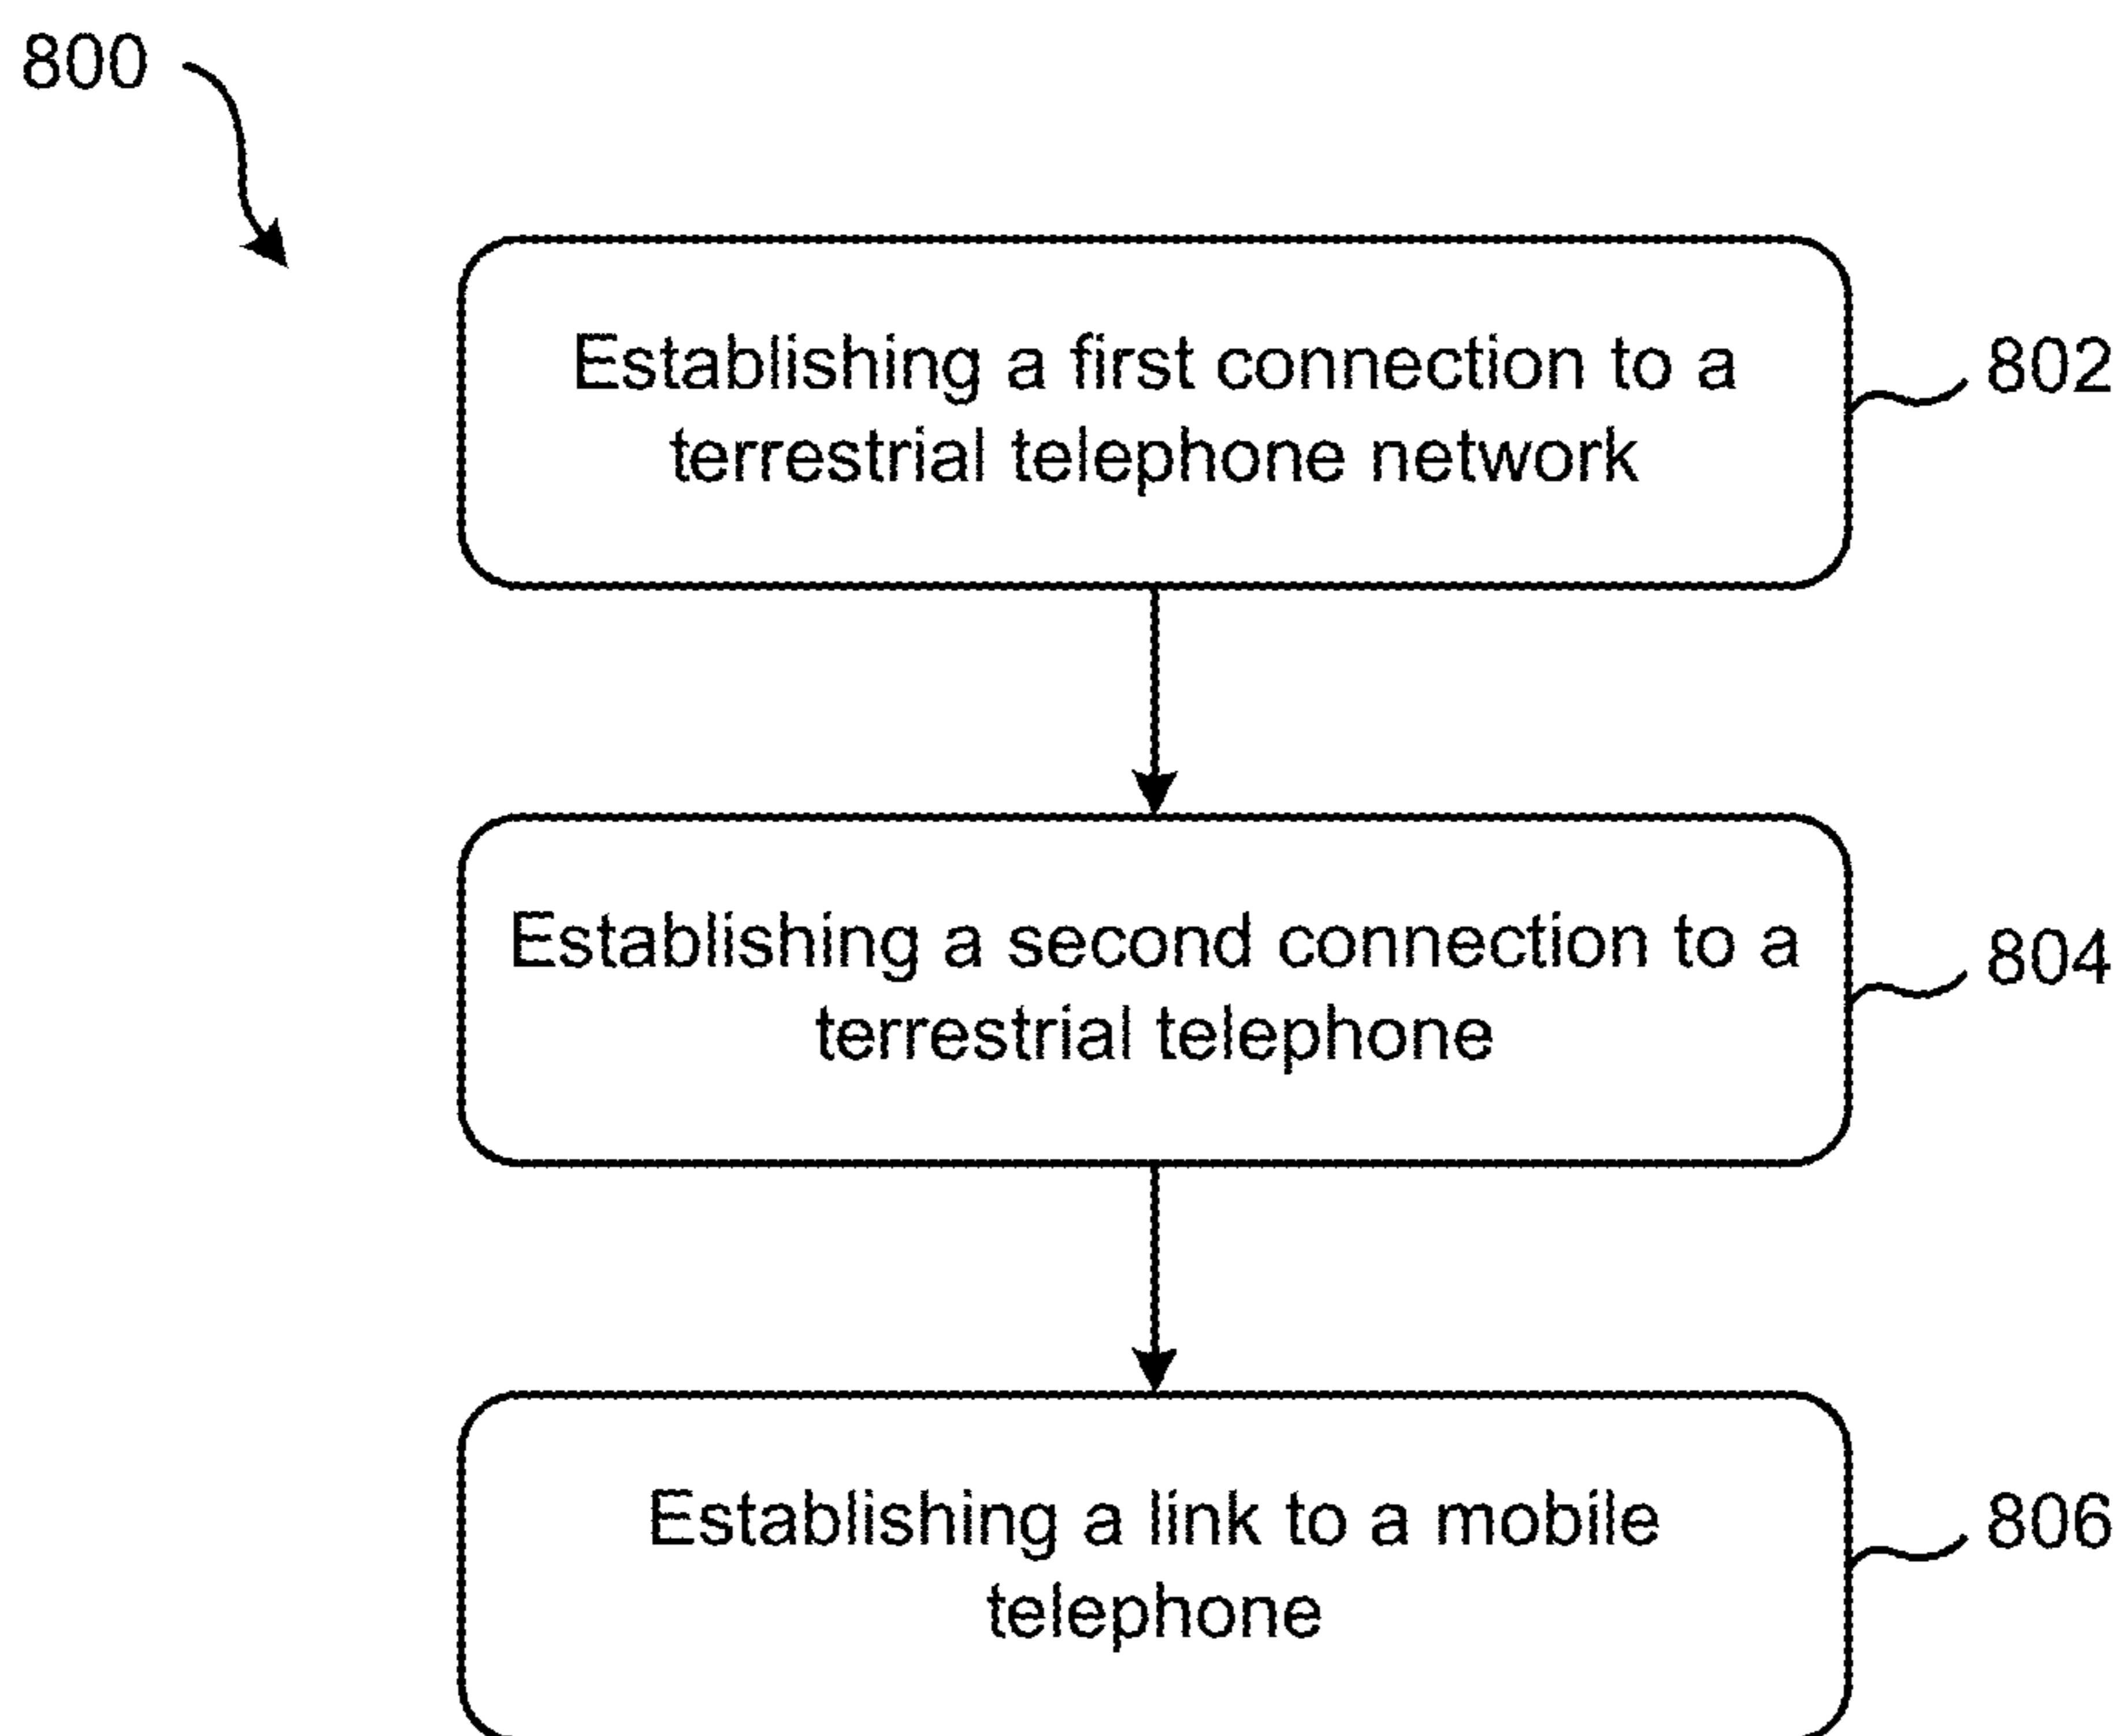 800
Establishing a first connection to a
terrestrial telephone network
802
Establishing a second connection to a
terrestrial telephone
804
Establishing a link to a mobile
telephone
806